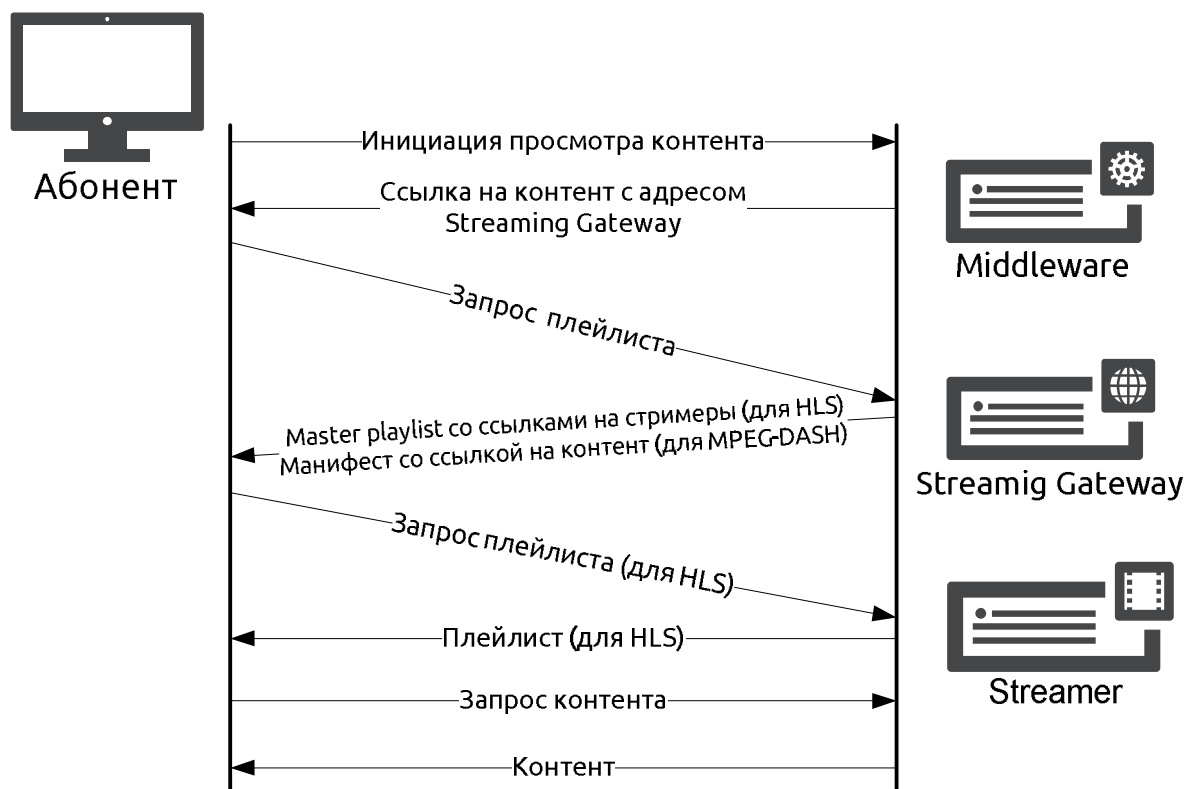 Абонент
Инициация просмотра контента
Ссылка на контент с адресом
Streaming Gateway
Middleware
Запрос плейлиста
Master playlist со ссылками на стримеры (для HLS)
Манифест со ссылкой на контент (для MPEG-DASH)
Streamig Gateway
Запрос плейлиста (для HLS)
Плейлист (для HLS)
Streamer
Запрос контента
Контент